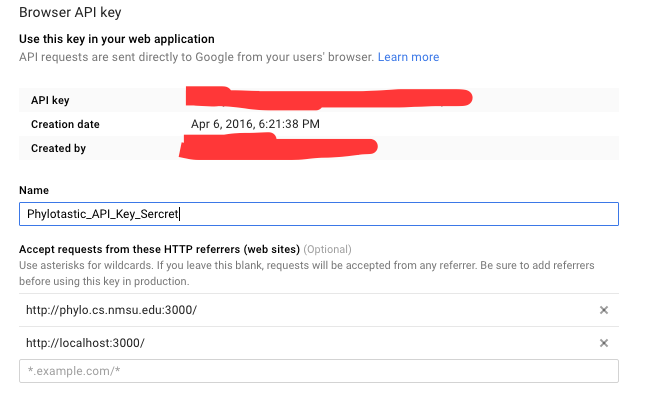 Browser API key
Use this key in your web application
API requests are sent directly to Google from your users' browser. Learn more
API key
Creation date Apr 6, 2016, 6:21:38 PM
Created by
Name
Phylotastic_API_Key_Sercret
Accept requests from these HTTP referrers (web sites) (Optional)
Use asterisks for wildcards. If you leave this blank, requests will be accepted from any referrer. Be sure to add referrers
before using this key in production.
http://phylo.cs.nmsu.edu:3000/
http://localhost:3000/
*.example.com/*